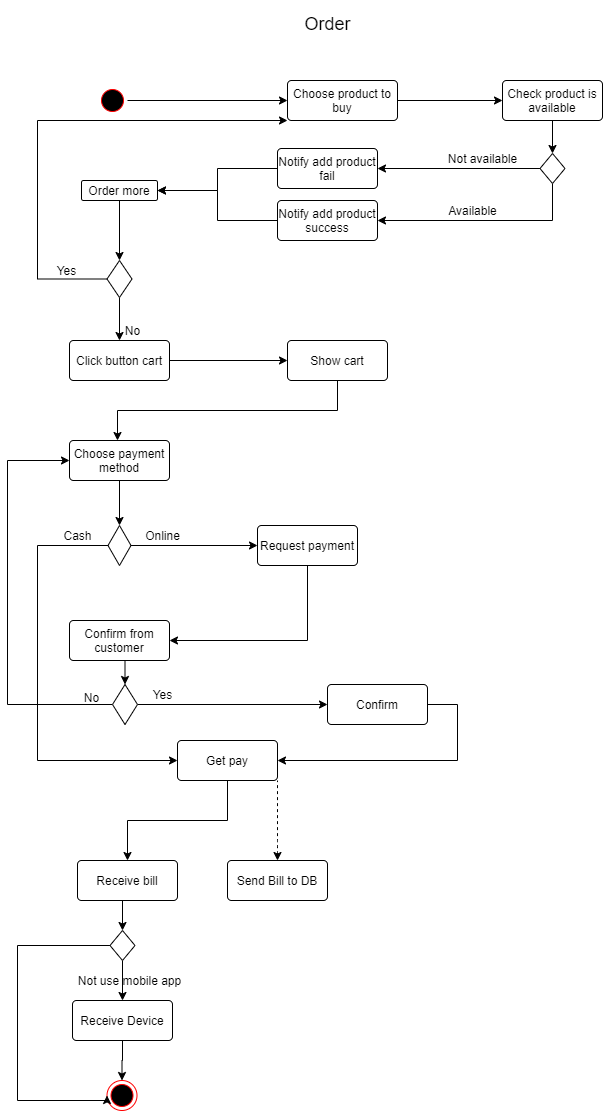 Order
Choose product to
buy
Check product is
available
Not available
Notify add product
fail
Order more
Notify add product
success
Available
Yes
No
Click button cart
Show cart
Choose payment
method
Cash
Online
Request payment
Confirm from
customer
No
Yes
Confirm
Get pay
Receive bill
Send Bill to DB
Not use mobile app
Receive Device